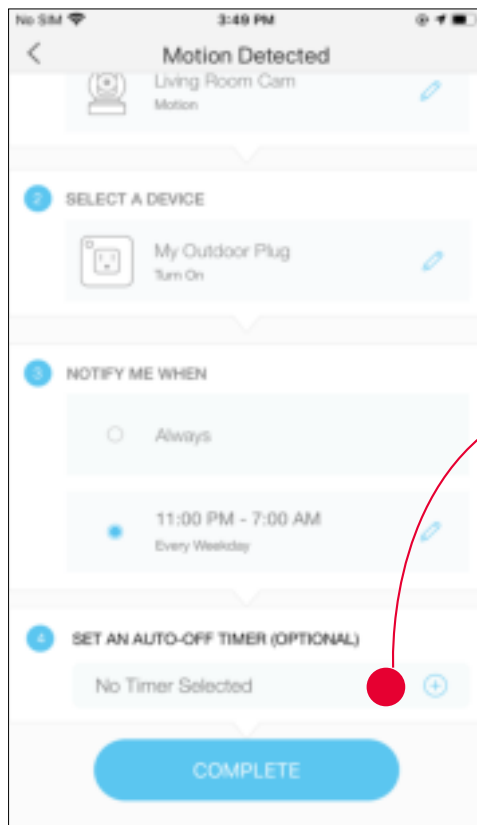 No SIM 3:49 PM
Motion Detected
Living Room Cam
Motion
2 SELECT A DEVICE
My Outdoor Plug
Turn On
3 NOTIFY ME WHEN
Always
11:00 PM - 7:00 AM
Every Weekday
4 SET AN AUTO-OFF TIMER (OPTIONAL)
No Timer Selected
COMPLETE